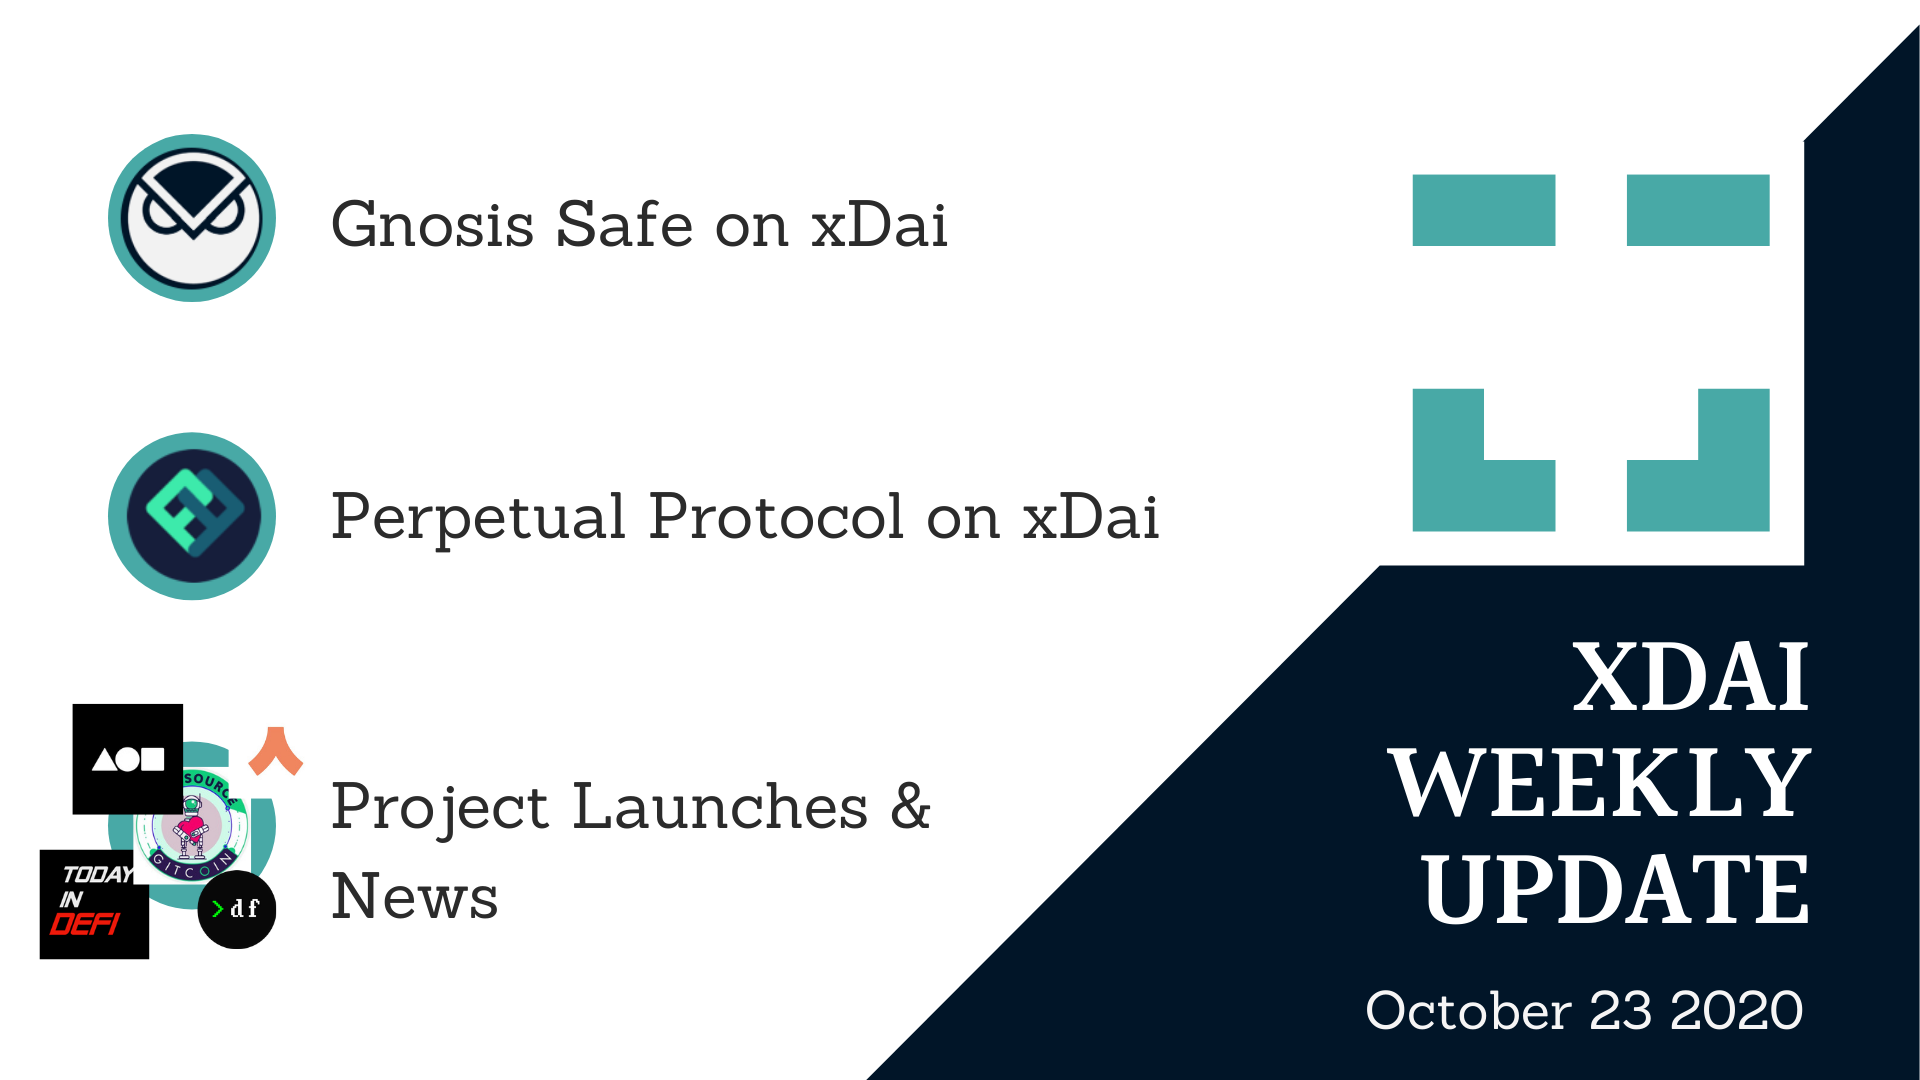 Gnosis Safe on xDai
Perpetual Protocol on xDai
SOURCE
GITCOIN
TODAY
IN
DEFI
>df
Project Launches &
News
XDAI
WEEKLY
UPDATE
October 23 2020